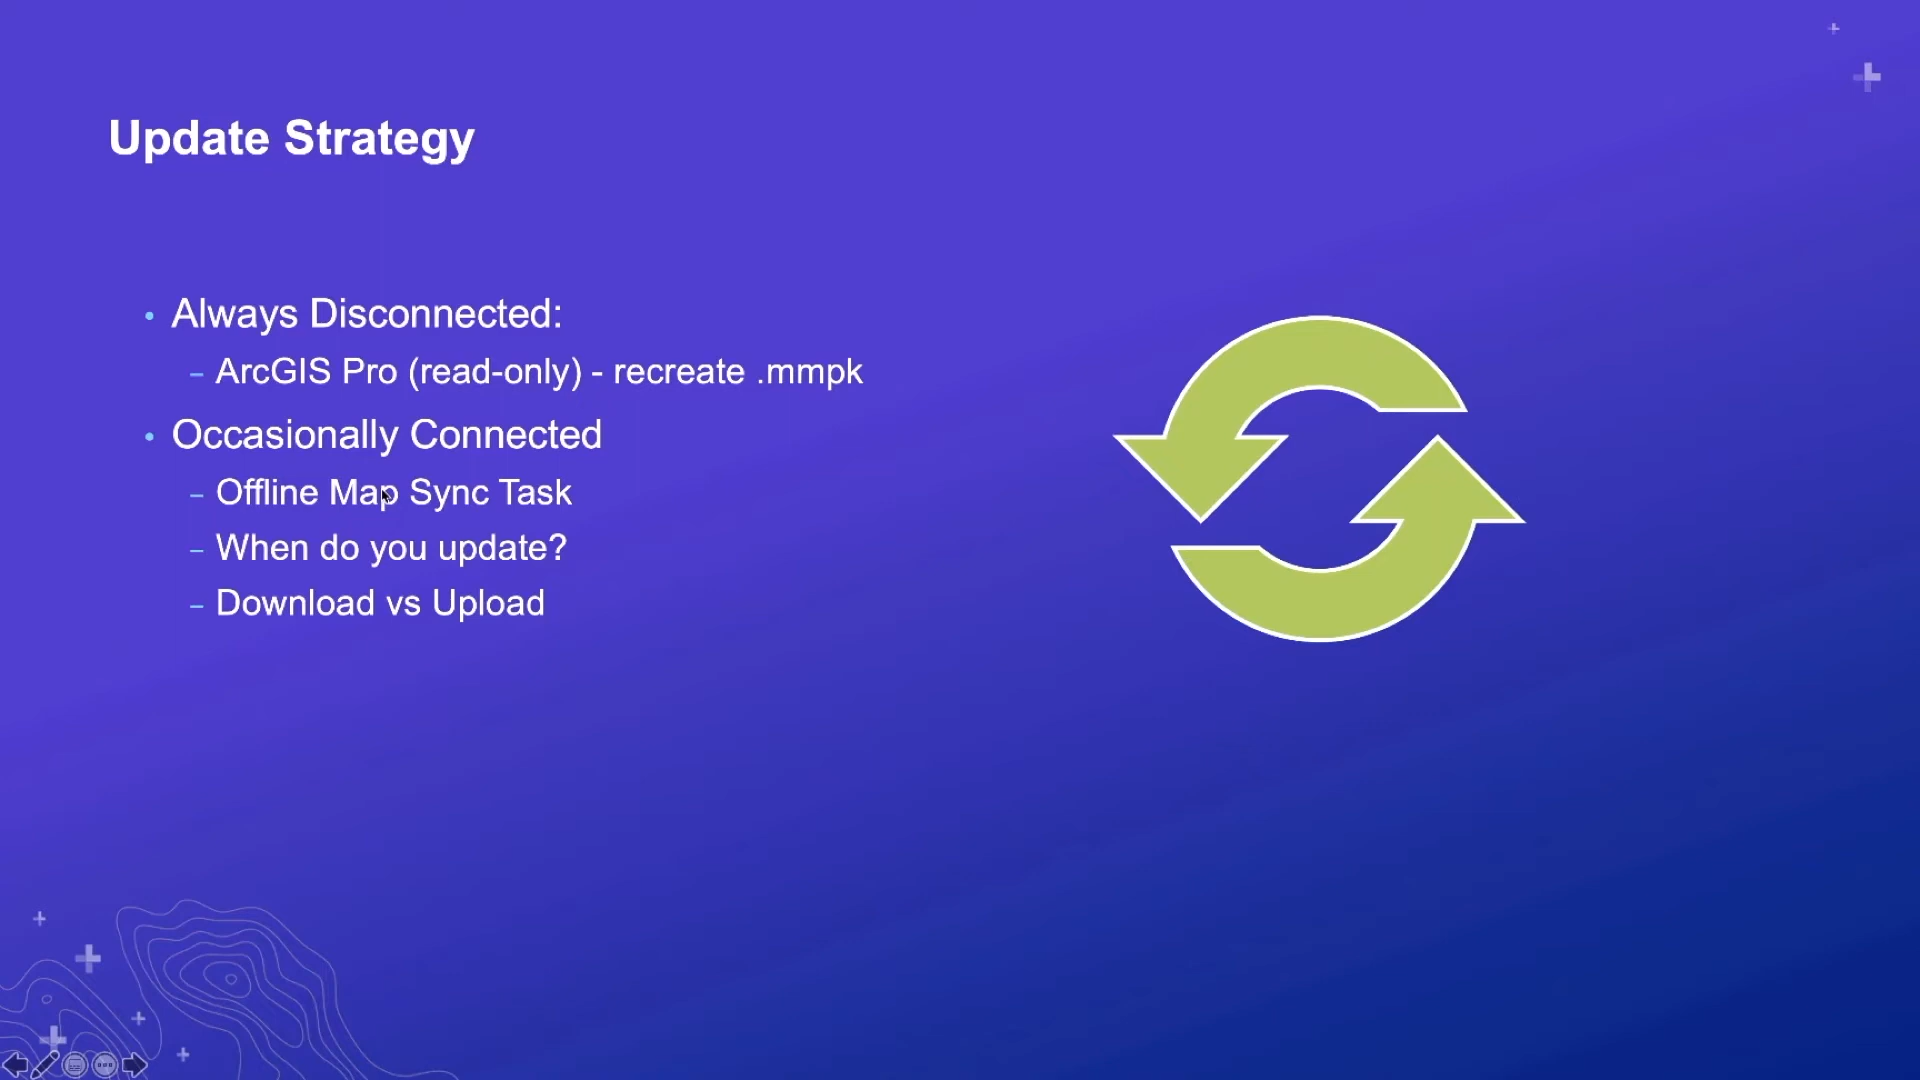 Update Strategy
• Always Disconnected:
– ArcGIS Pro (read-only) - recreate .mmpk
• Occasionally Connected
– Offline Map Sync Task
– When do you update?
– Download vs Upload